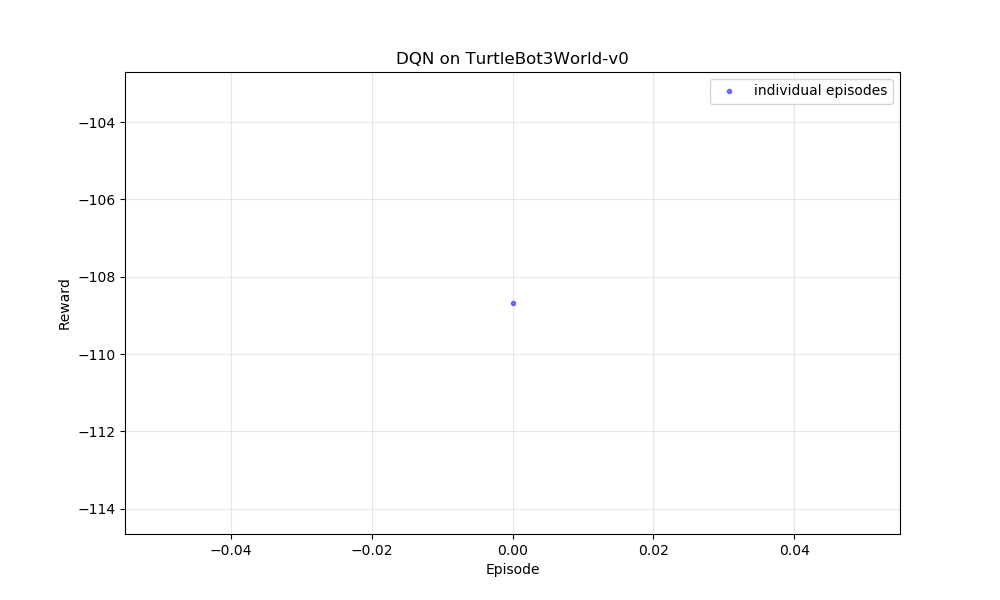 DQN on TurtleBot3World-v0
individual episodes
−104
−106
−108
−110
−112
−114
Reward
−0.04
−0.02
0.00
0.02
0.04
Episode